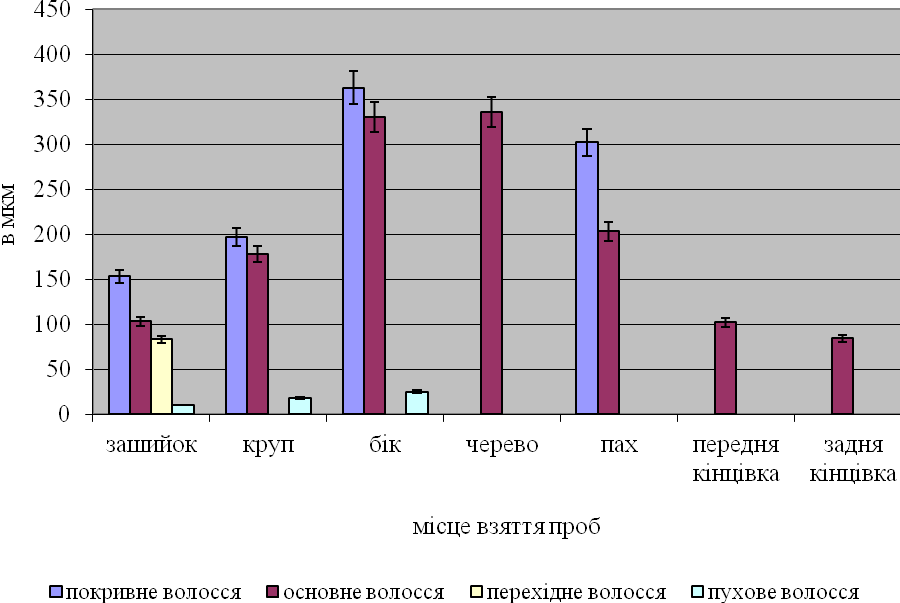 450
400
350
300
250
200
150
100
50
0
в мкм
зашийок круп бік черево пах передня задня
кінцівка кінцівка
місце взяття проб
покривне волосся основне волосся перехідне волосся пухове волосся